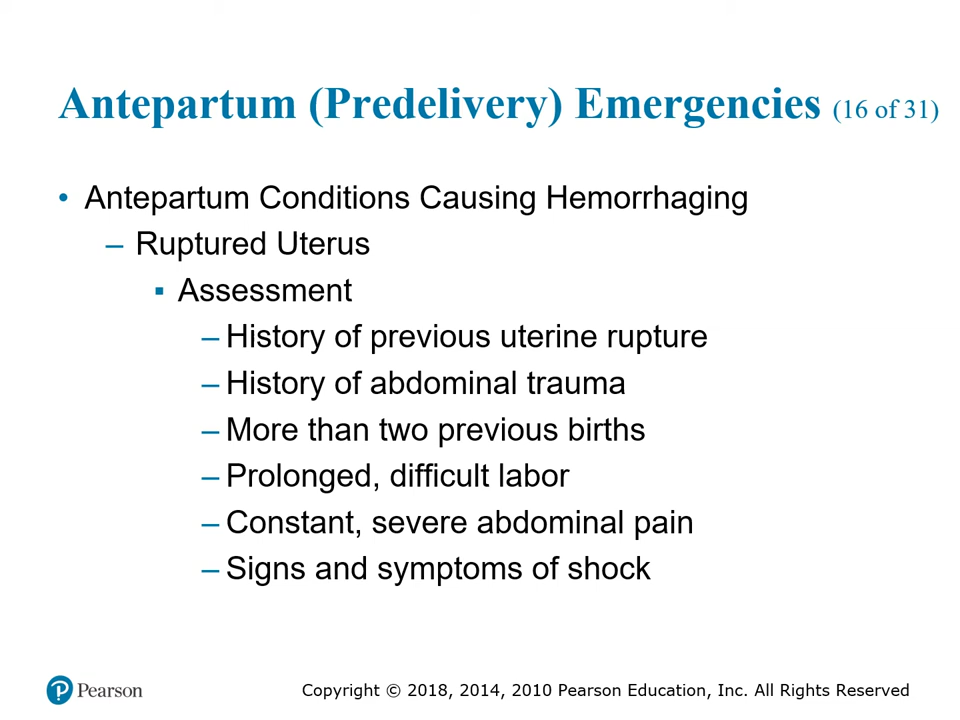 Antepartum (Predelivery) Emergencies (16 of 31)
• Antepartum Conditions Causing Hemorrhaging
– Ruptured Uterus
▪ Assessment
– History of previous uterine rupture
– History of abdominal trauma
– More than two previous births
– Prolonged, difficult labor
– Constant, severe abdominal pain
– Signs and symptoms of shock
Pearson
Copyright © 2018, 2014, 2010 Pearson Education, Inc. All Rights Reserved